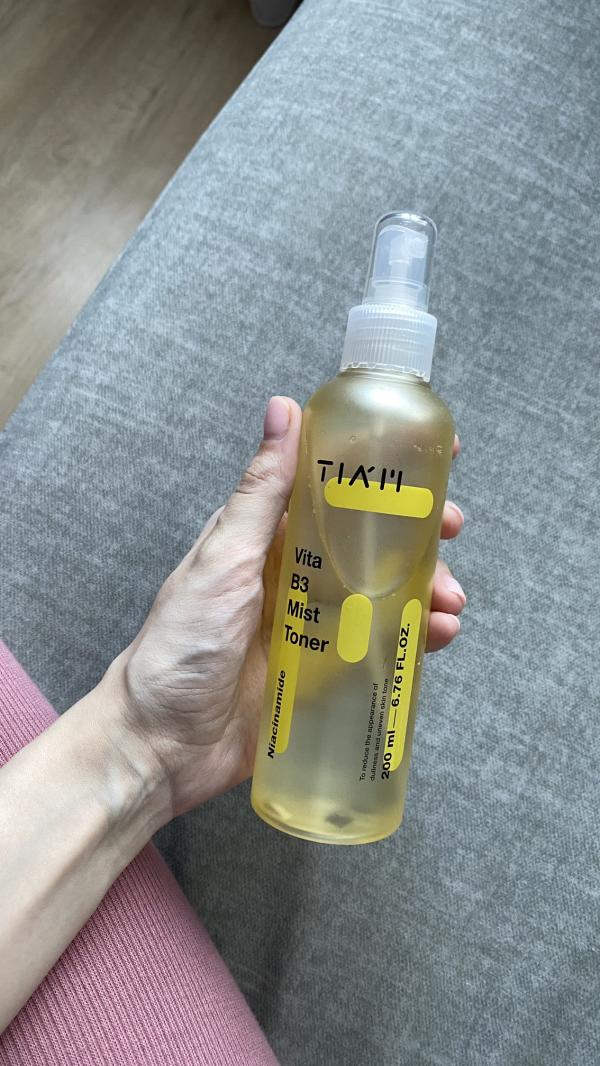 TIA'M
Vita
B3
Mist
Toner
Niacinamide
To reduce the appearance of
dullness and uneven skin tone
200 ml — 6.76 FL.OZ.